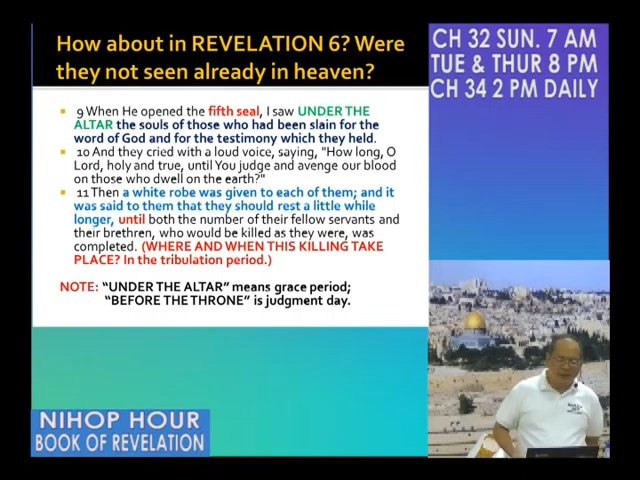 How about in REVELATION 6? Were
they not seen already in heaven?
CH 32 SUN. 7 AM
TUE & THUR 8 PM
CH 34 2 PM DAILY
9 When He opened the fifth seal, I saw UNDER THE
ALTAR the souls of those who had been slain for the
word of God and for the testimony which they held.
10 And they cried with a loud voice, saying, "How long, O
Lord, holy and true, until You judge and avenge our blood
on those who dwell on the earth?"
11 Then a white robe was given to each of them; and it
was said to them that they should rest a little while
longer, until both the number of their fellow servants and
their brethren, who would be killed as they were, was
completed. (WHERE AND WHEN THIS KILLING TAKE
PLACE? In the tribulation period.)
NOTE: "UNDER THE ALTAR" means grace period;
"BEFORE THE THRONE" is judgment day.
NIHOP HOUR
BOOK OF REVELATION